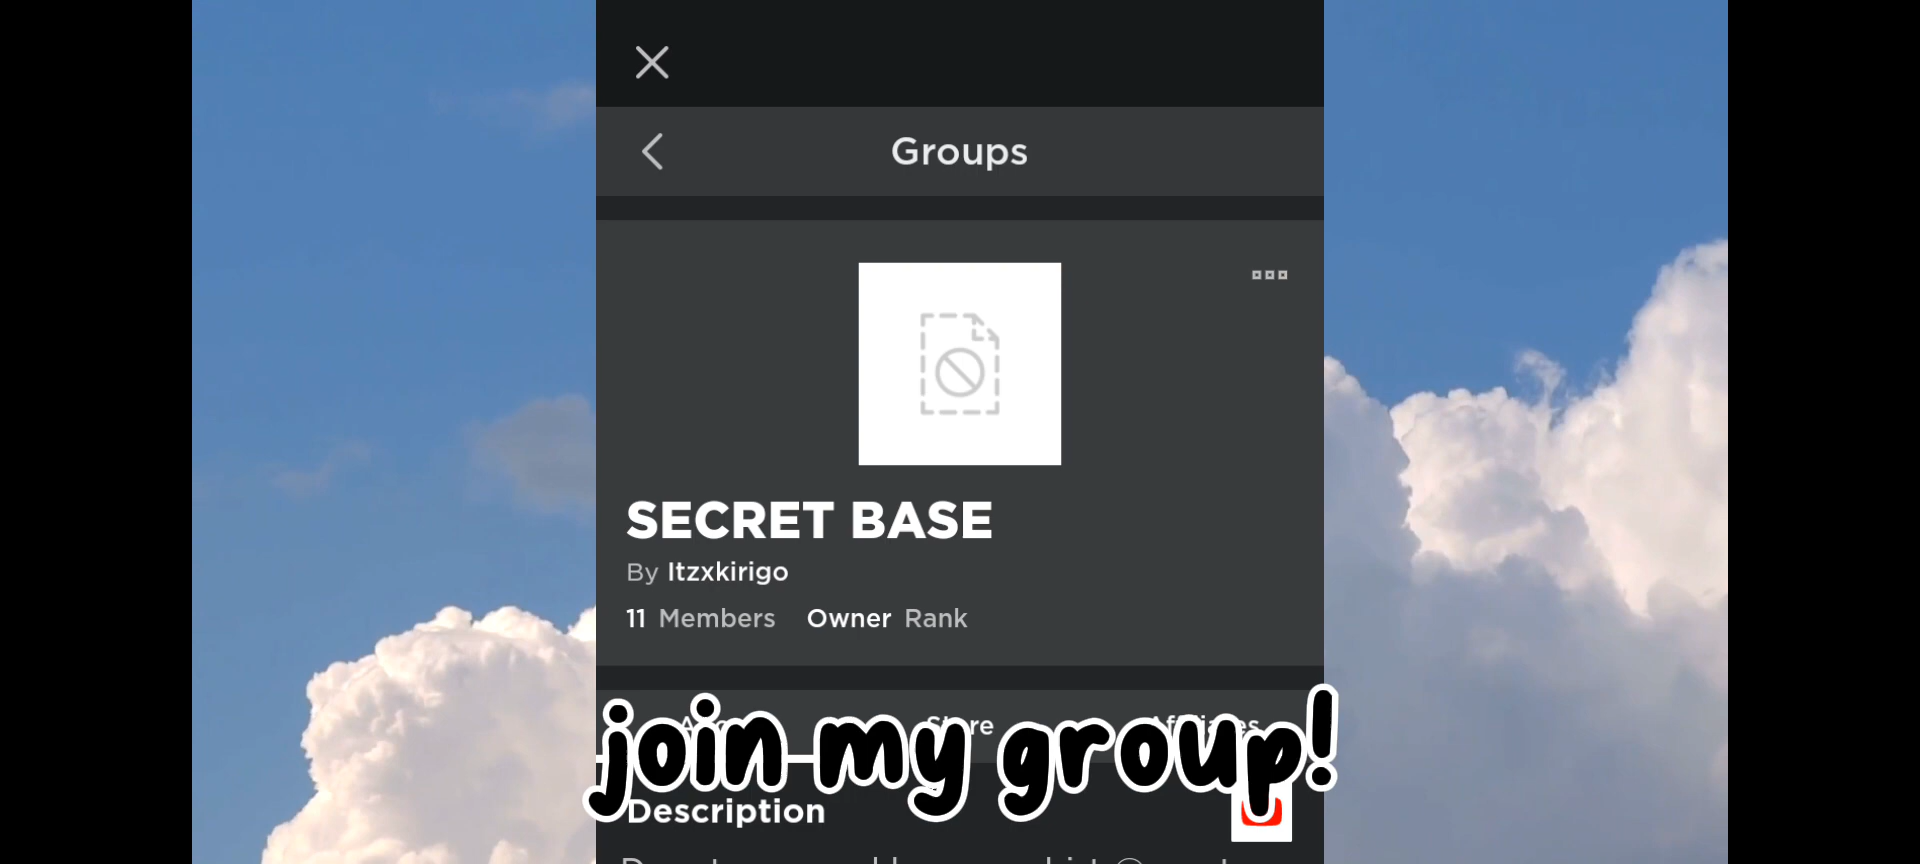 Groups
SECRET BASE
By Itzxkirigo
11 Members Owner Rank
join my group!
Description